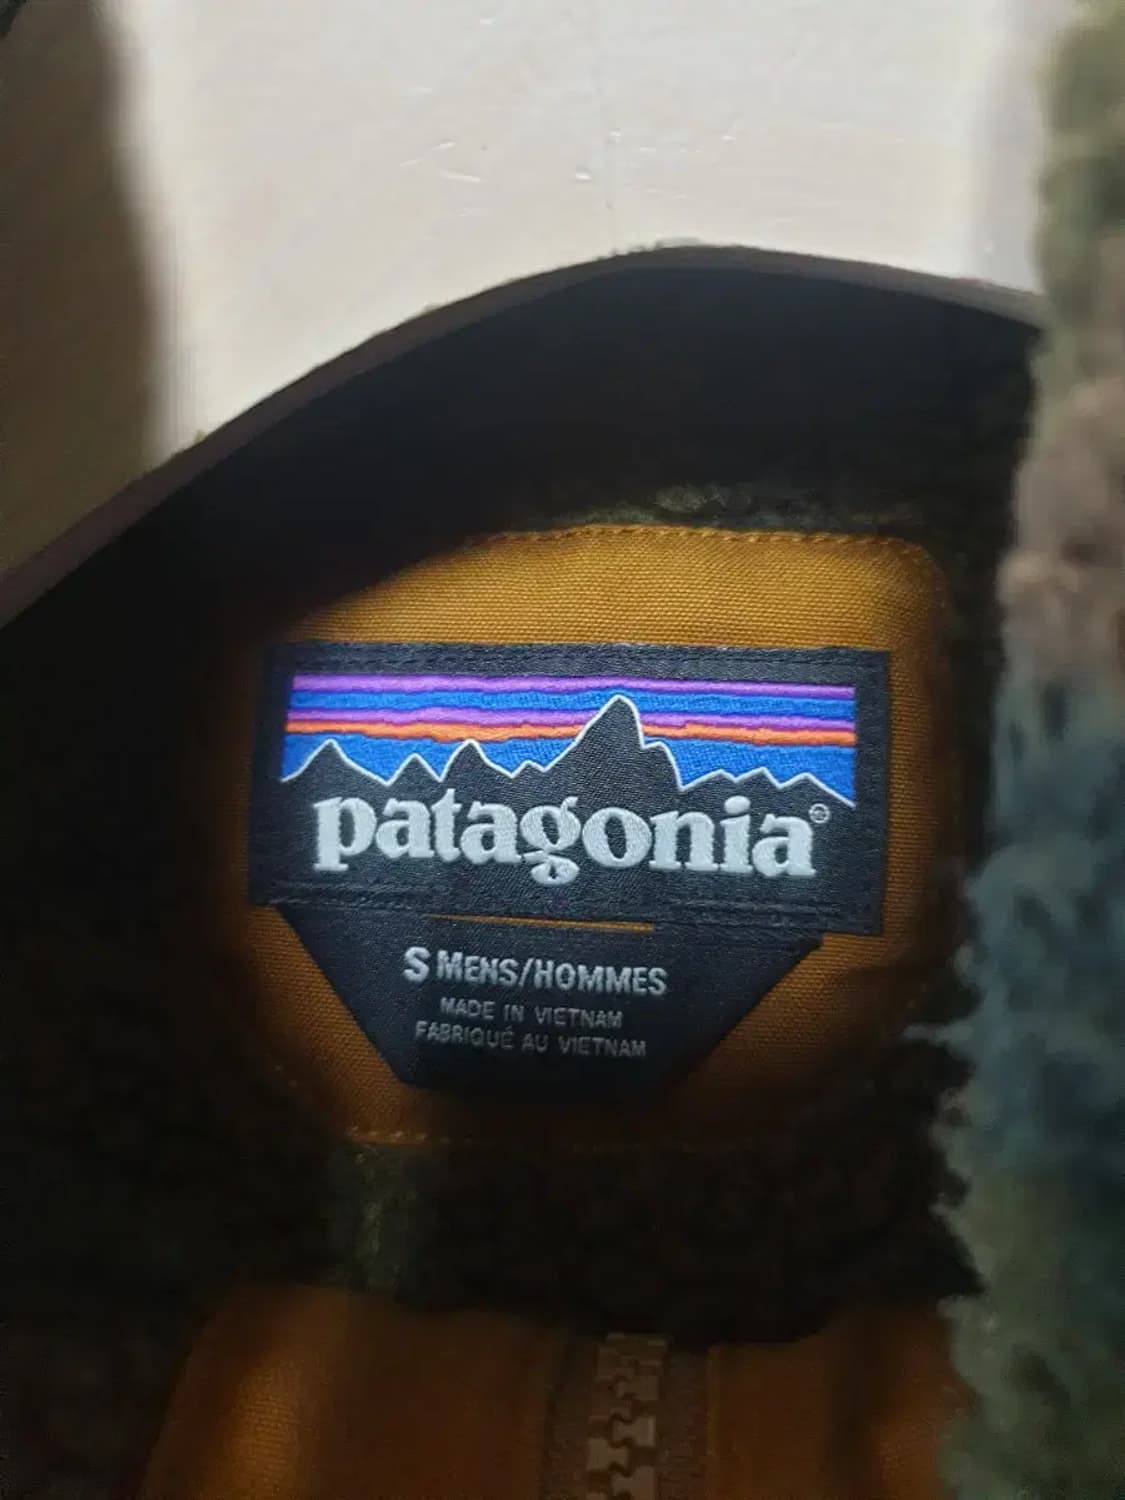 patagonia®
S MENS/HOMMES
MADE IN VIETNAM
FABRIQUÉ AU VIETNAM